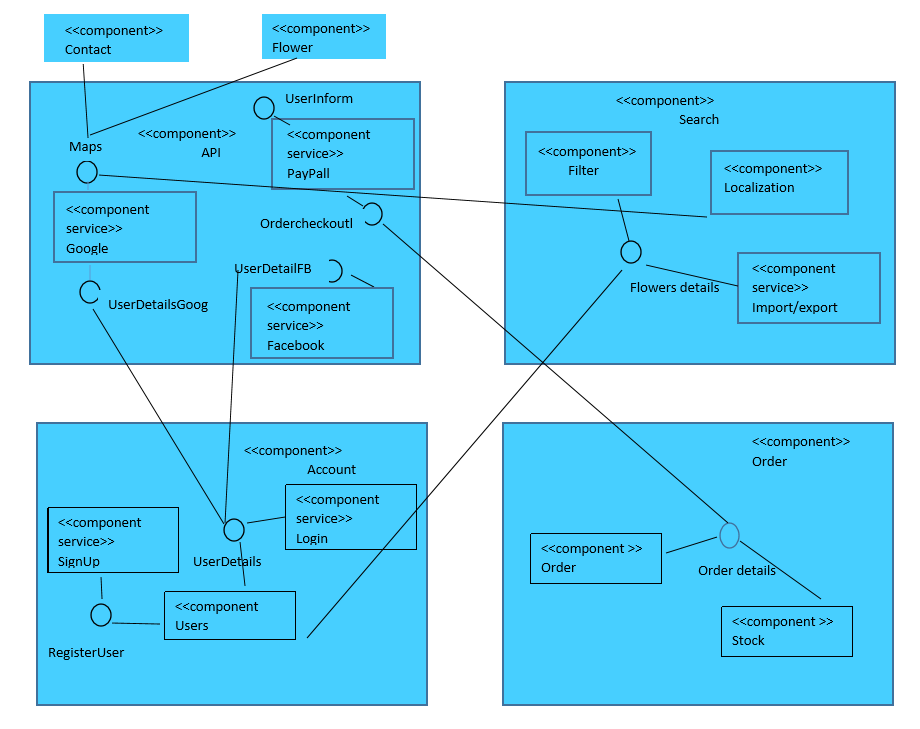 <<component>>
Contact
<<component>>
Flower
UserInform
<<component>>
API
Maps
<<component
service>>
PayPall
<<component
service>>
Google
Ordercheckoutl
UserDetailFB
UserDetailsGoog
<<component
service>>
Facebook
<<component>>
Search
<<component>>
Filter
<<component>>
Localization
Flowers details
<<component
service>>
Import/export
<<component>>
Account
<<component
service>>
Login
<<component
service>>
SignUp
UserDetails
<<component
Users
RegisterUser
<<component>>
Order
<<component >>
Order
Order details
<<component >>
Stock